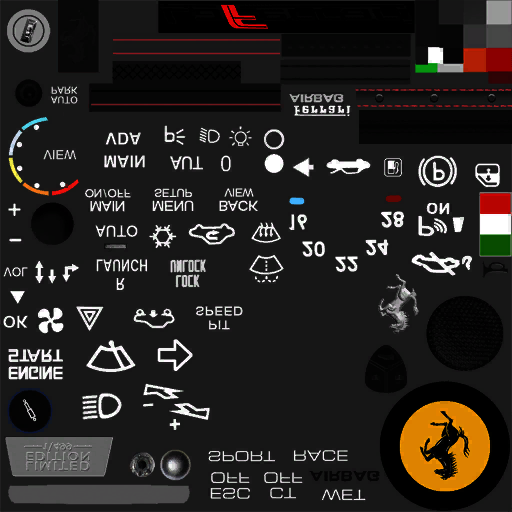 PARK
AUTO
AIRBAG
Ferrari
VDA
MAIN
AUT
0
VIEW
ON/OFF
MAIN
SETUP
MENU
VIEW
BACK
16
28
ON
P
AUTO
20
22
24
VOL
LAUNCH
R
UNLOCK
LOCK
OK
SPEED
PIT
START
ENGINE
1/499
EDITION
LIMITED
SPORT
RACE
OFF
OFF
AIRBAG
ESC
CT
WET